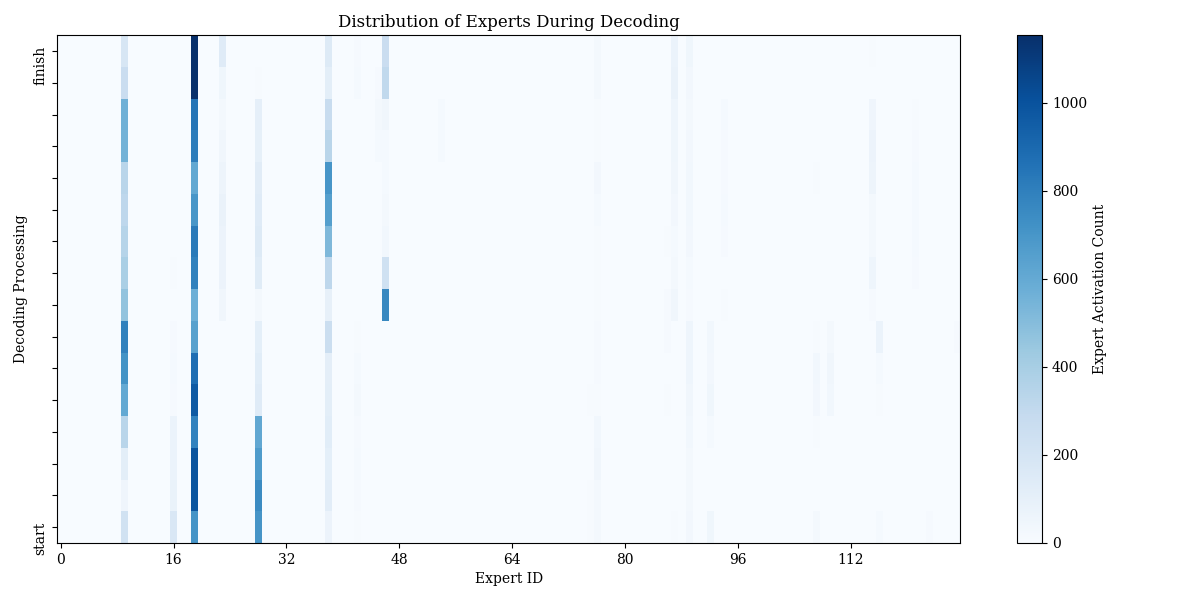 Distribution of Experts During Decoding
finish
Decoding Processing
start
0 16 32 48 64 80 96 112
Expert ID
1000
800
600
400
200
0
Expert Activation Count